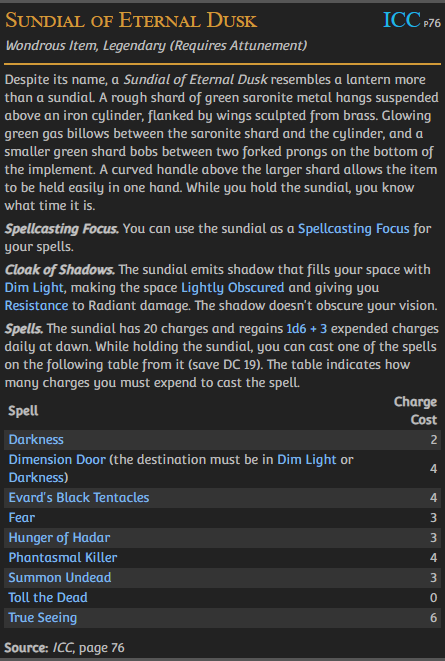 Sundial of Eternal Dusk ICC p76
Wondrous Item, Legendary (Requires Attunement)
Despite its name, a Sundial of Eternal Dusk resembles a lantern more
than a sundial. A rough shard of green saronite metal hangs suspended
above an iron cylinder, flanked by wings sculpted from brass. Glowing
green gas billows between the saronite shard and the cylinder, and a
smaller green shard bobs between two forked prongs on the bottom of
the implement. A curved handle above the larger shard allows the item
to be held easily in one hand. While you hold the sundial, you know
what time it is.
Spellcasting Focus. You can use the sundial as a Spellcasting Focus for
your spells.
Cloak of Shadows. The sundial emits shadow that fills your space with
Dim Light, making the space Lightly Obscured and giving you
Resistance to Radiant damage. The shadow doesn't obscure your vision.
Spells. The sundial has 20 charges and regains 1d6 + 3 expended charges
daily at dawn. While holding the sundial, you can cast one of the spells
on the following table from it (save DC 19). The table indicates how
many charges you must expend to cast the spell.
Spell Charge
Cost
Darkness 2
Dimension Door (the destination must be in Dim Light or
Darkness) 4
Evard's Black Tentacles 4
Fear 3
Hunger of Hadar 3
Phantasmal Killer 4
Summon Undead 3
Toll the Dead 0
True Seeing 6
Source: ICC, page 76